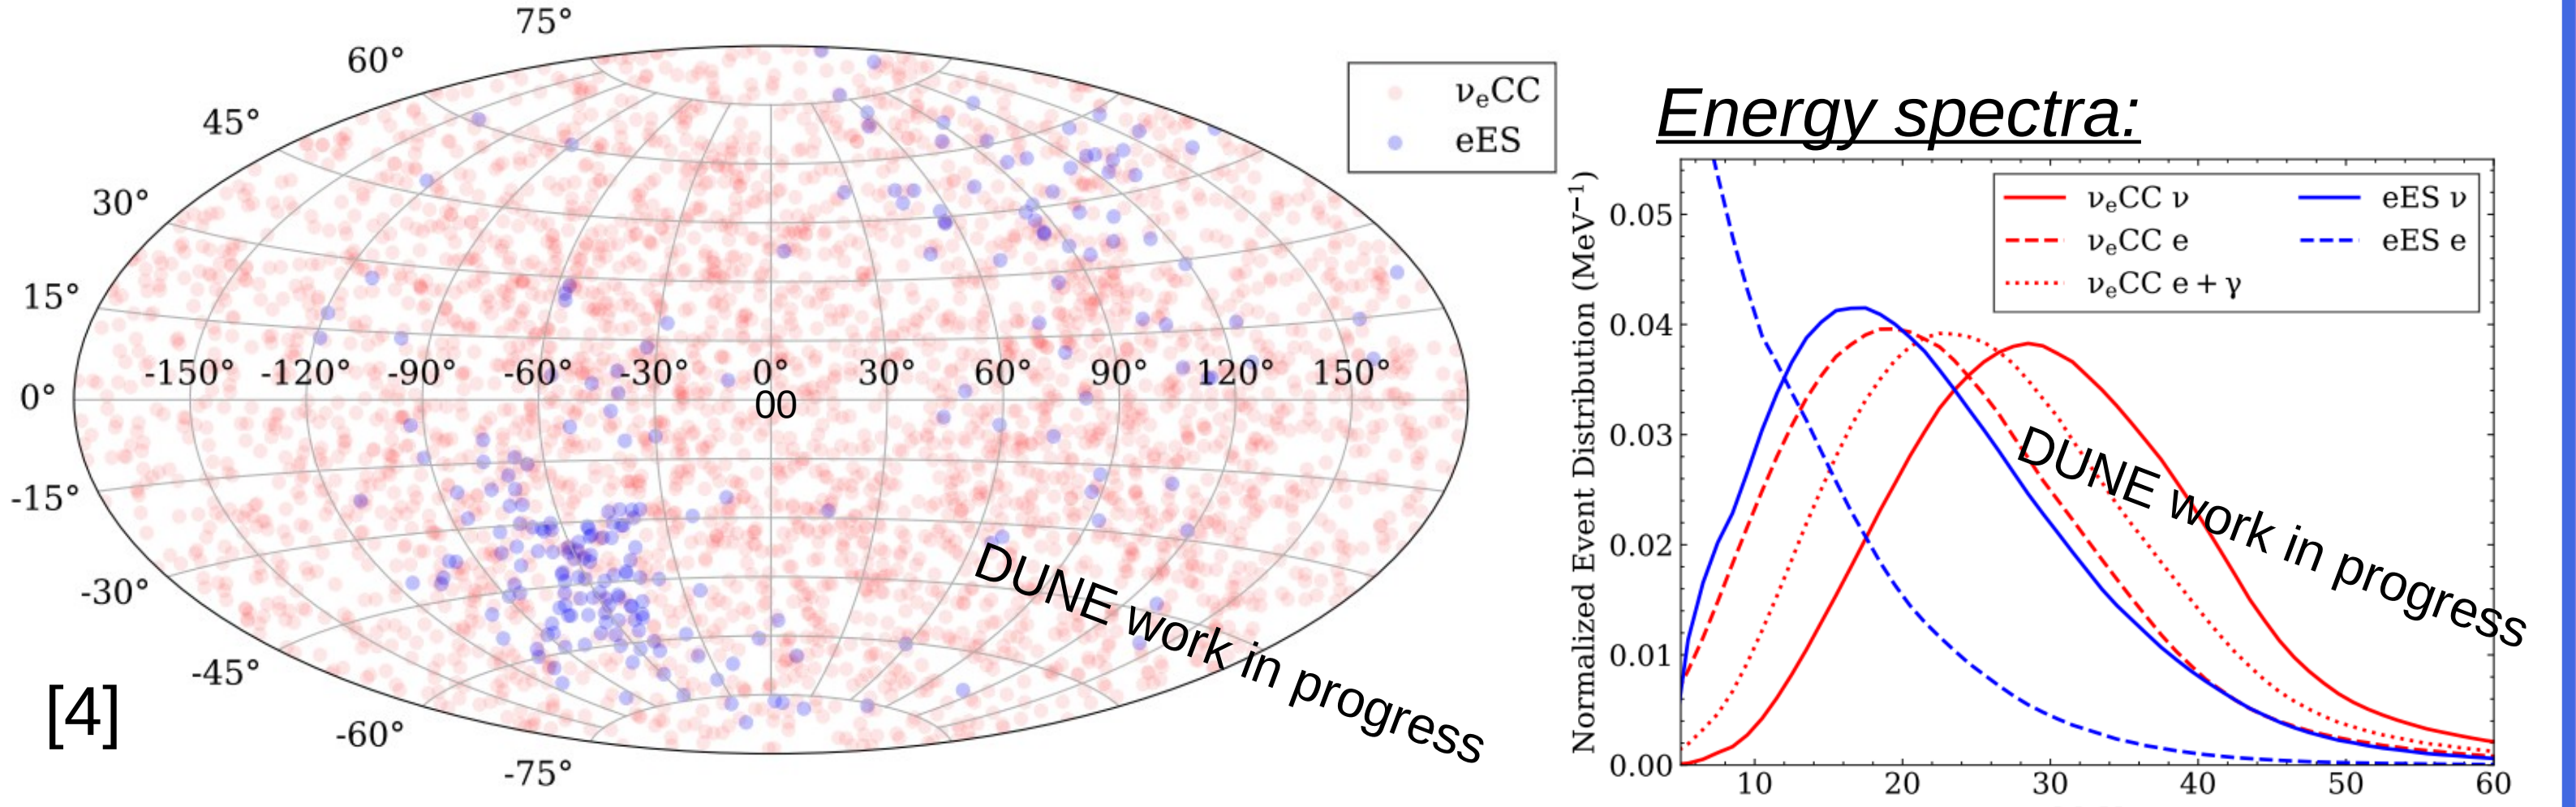 75°
60°
45°
30°
15°
0°
-15°
-30°
-45°
-60°
-75°
-150° -120° -90° -60° -30° 0° 30° 60° 90° 120° 150°
00
νeCC
eES
DUNE work in progress
[4]
Energy spectra:
Normalized Event Distribution (MeV⁻¹)
0.05
0.04
0.03
0.02
0.01
0.00
10 20 30 40 50 60
νeCC ν
νeCC e
νeCC e + γ
eES ν
eES e
DUNE work in progress